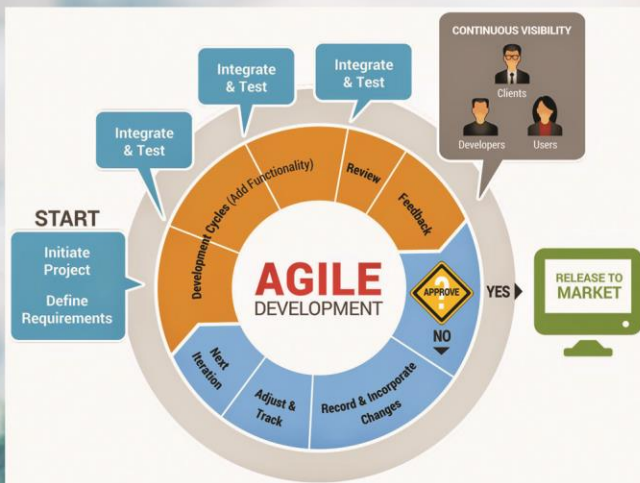 START
Initiate
Project
Define
Requirements
Integrate
& Test
Integrate
& Test
Integrate
& Test
CONTINUOUS VISIBILITY
Clients
Developers
Users
Development Cycles (Add Functionality)
Review
Feedback
AGILE
DEVELOPMENT
?
APPROVE
YES
NO
RELEASE TO
MARKET
Record & Incorporate
Changes
Adjust &
Track
Next
Iteration